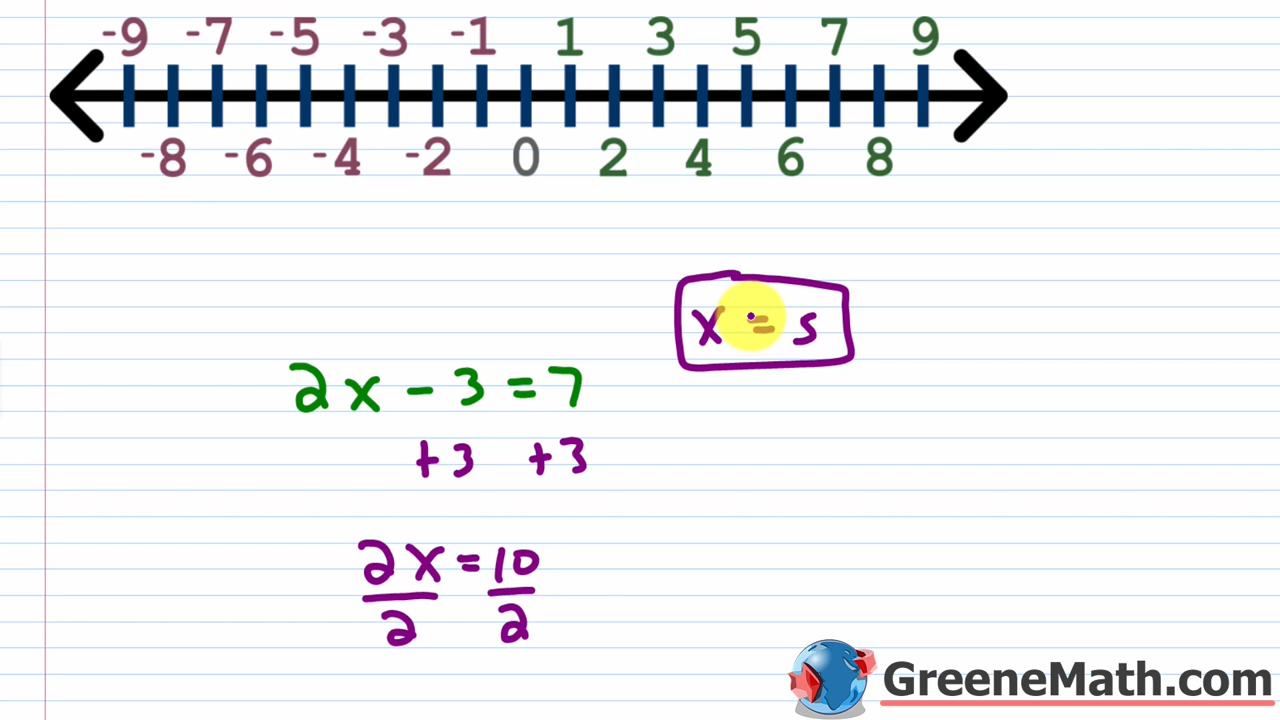 -9 -7 -5 -3 -1 1 3 5 7 9
-8 -6 -4 -2 0 2 4 6 8
x = 5
2x - 3 = 7
+3 +3
2x = 10
2 2
GreeneMath.com